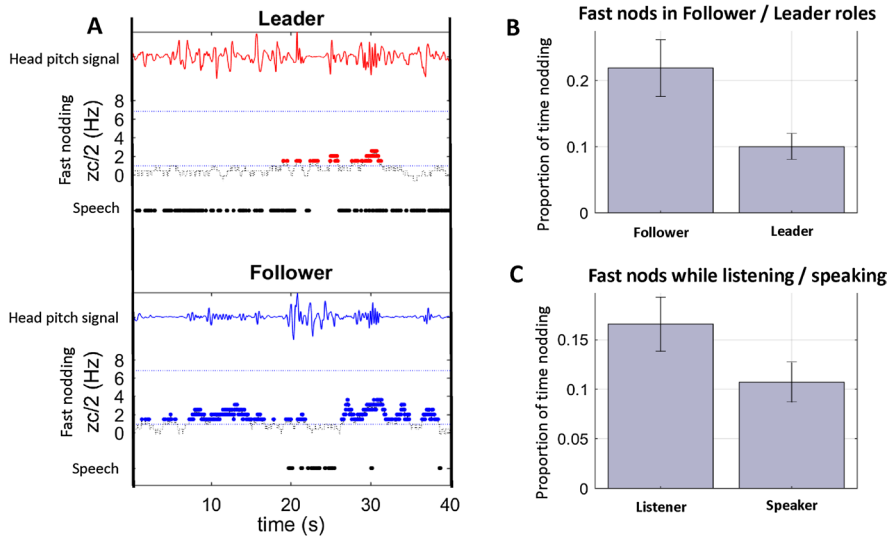 A
Leader
Head pitch signal
Fast nodding
zc/2 (Hz)
8
6
4
2
0
Speech
Follower
Head pitch signal
Fast nodding
zc/2 (Hz)
8
6
4
2
0
Speech
10 20 30 40
time (s)
B
Fast nods in Follower / Leader roles
Proportion of time nodding
0.2
0.1
0
Follower Leader
C
Fast nods while listening / speaking
Proportion of time nodding
0.15
0.1
0.05
0
Listener Speaker